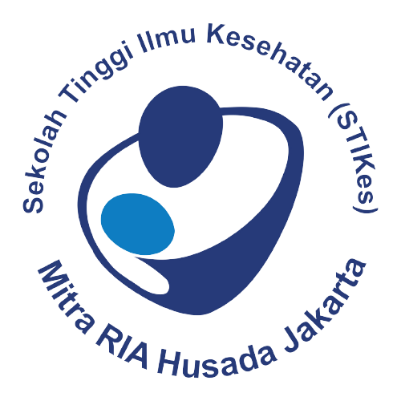 Sekolah Tinggi Ilmu Kesehatan (STIKes)
Mitra RIA Husada Jakarta